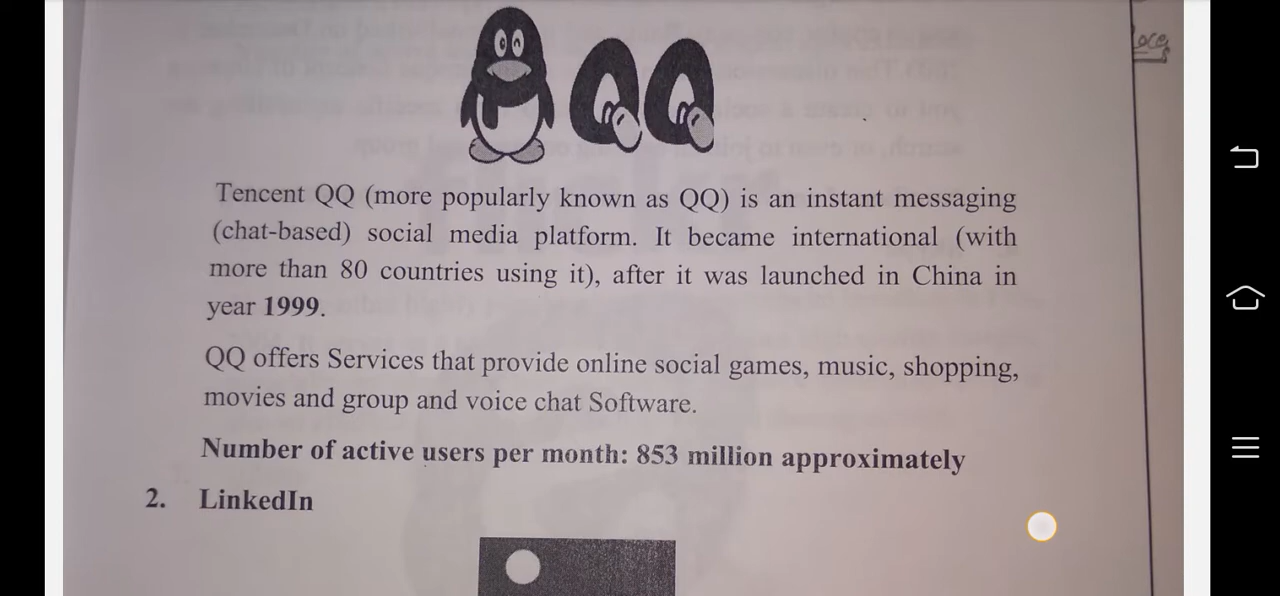 QQ
Tencent QQ (more popularly known as QQ) is an instant messaging
(chat-based) social media platform. It became international (with
more than 80 countries using it), after it was launched in China in
year 1999.
QQ offers Services that provide online social games, music, shopping,
movies and group and voice chat Software.
Number of active users per month: 853 million approximately
2. LinkedIn